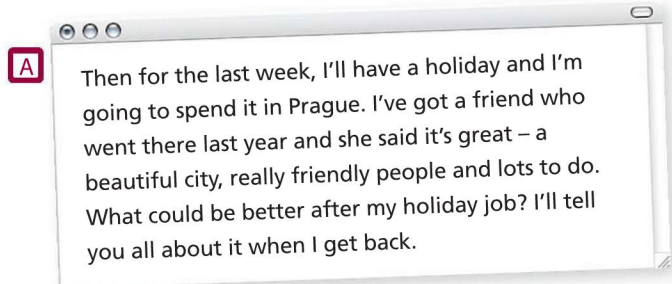 A
Then for the last week, I'll have a holiday and I'm
going to spend it in Prague. I've got a friend who
went there last year and she said it's great – a
beautiful city, really friendly people and lots to do.
What could be better after my holiday job? I'll tell
you all about it when I get back.